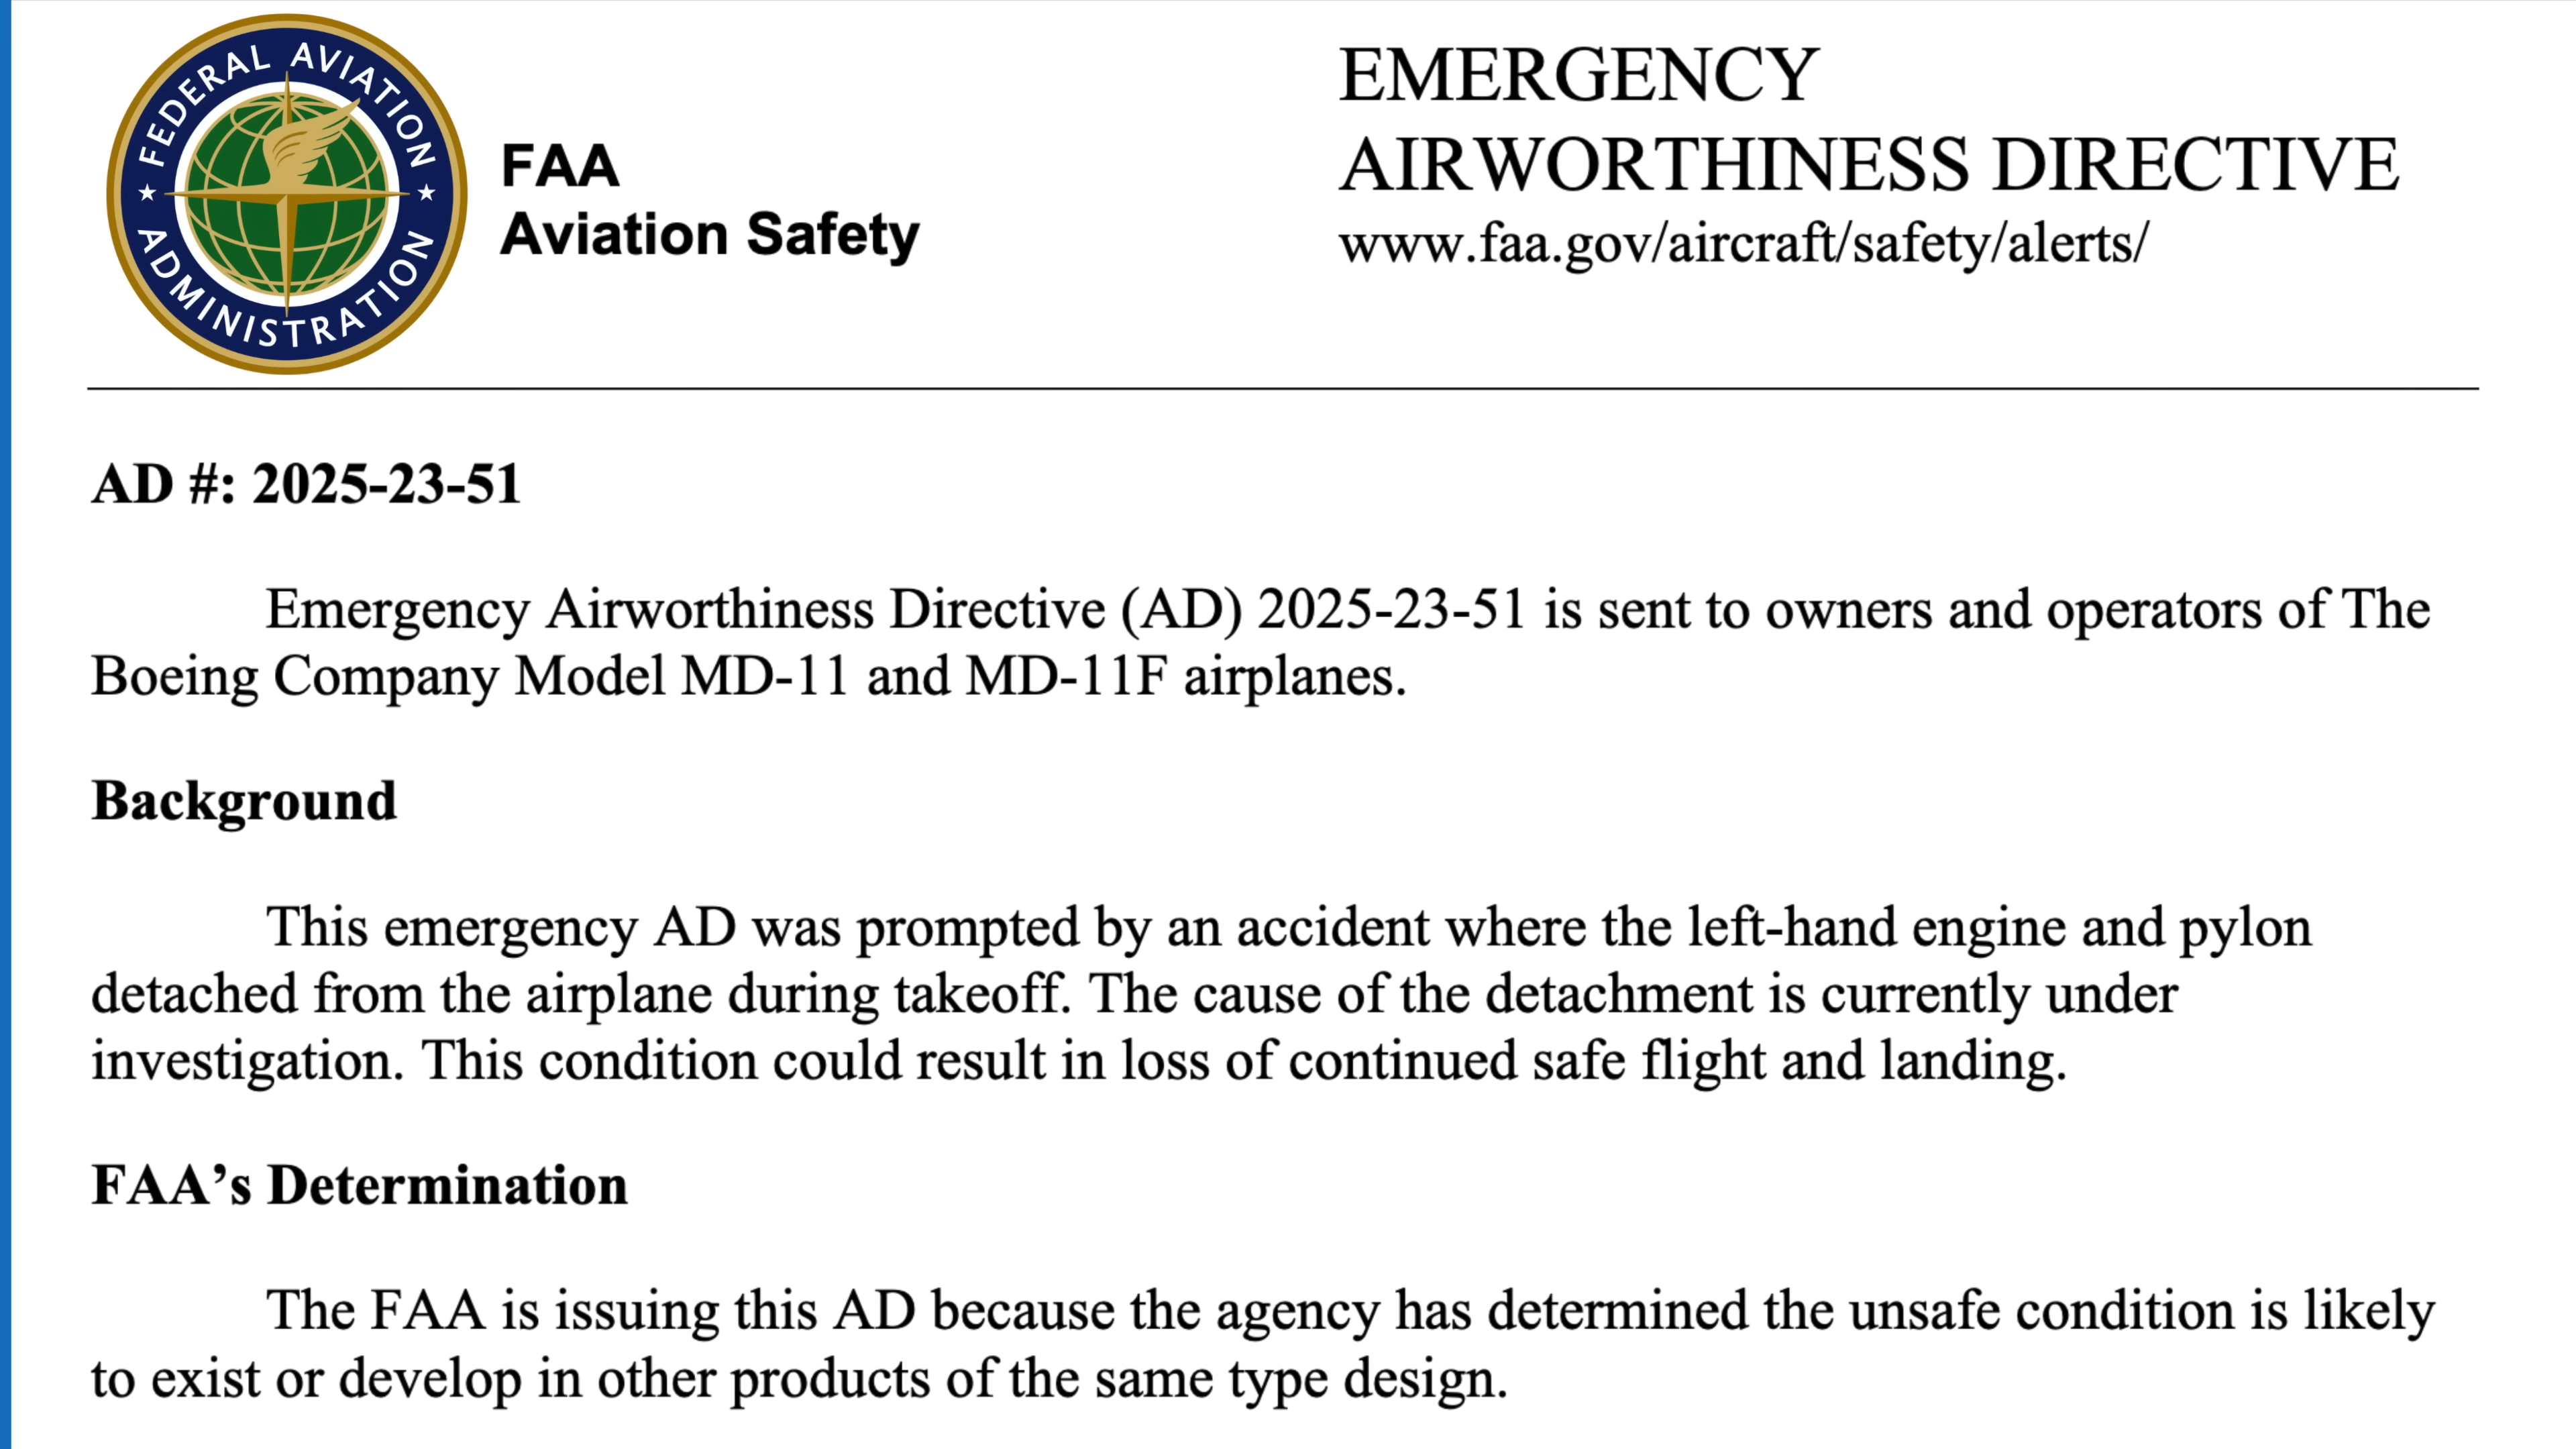 FEDERAL AVIATION
ADMINISTRATION
FAA
Aviation Safety
EMERGENCY
AIRWORTHINESS DIRECTIVE
www.faa.gov/aircraft/safety/alerts/
AD #: 2025-23-51
Emergency Airworthiness Directive (AD) 2025-23-51 is sent to owners and operators of The
Boeing Company Model MD-11 and MD-11F airplanes.
Background
This emergency AD was prompted by an accident where the left-hand engine and pylon
detached from the airplane during takeoff. The cause of the detachment is currently under
investigation. This condition could result in loss of continued safe flight and landing.
FAA’s Determination
The FAA is issuing this AD because the agency has determined the unsafe condition is likely
to exist or develop in other products of the same type design.